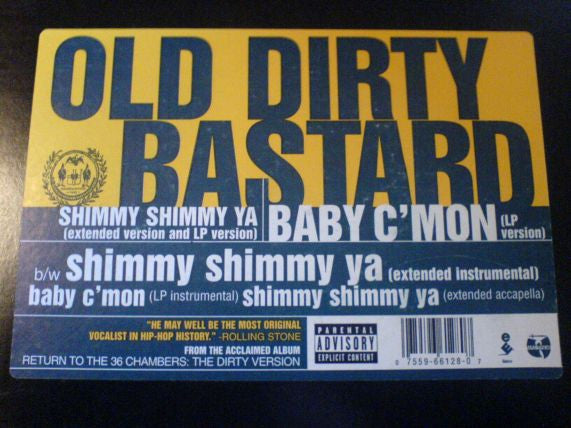 OLD DIRTY
BASTARD
SHIMMY SHIMMY YA
(extended version and LP version)
BABY C'MON (LP version)
b/w shimmy shimmy ya (extended instrumental)
baby c'mon (LP instrumental) shimmy shimmy ya (extended accapella)
"HE MAY WELL BE THE MOST ORIGINAL
VOCALIST IN HIP-HOP HISTORY." -ROLLING STONE
FROM THE ACCLAIMED ALBUM
RETURN TO THE 36 CHAMBERS: THE DIRTY VERSION
PARENTAL
ADVISORY
EXPLICIT CONTENT
0 7559-66128-0 7